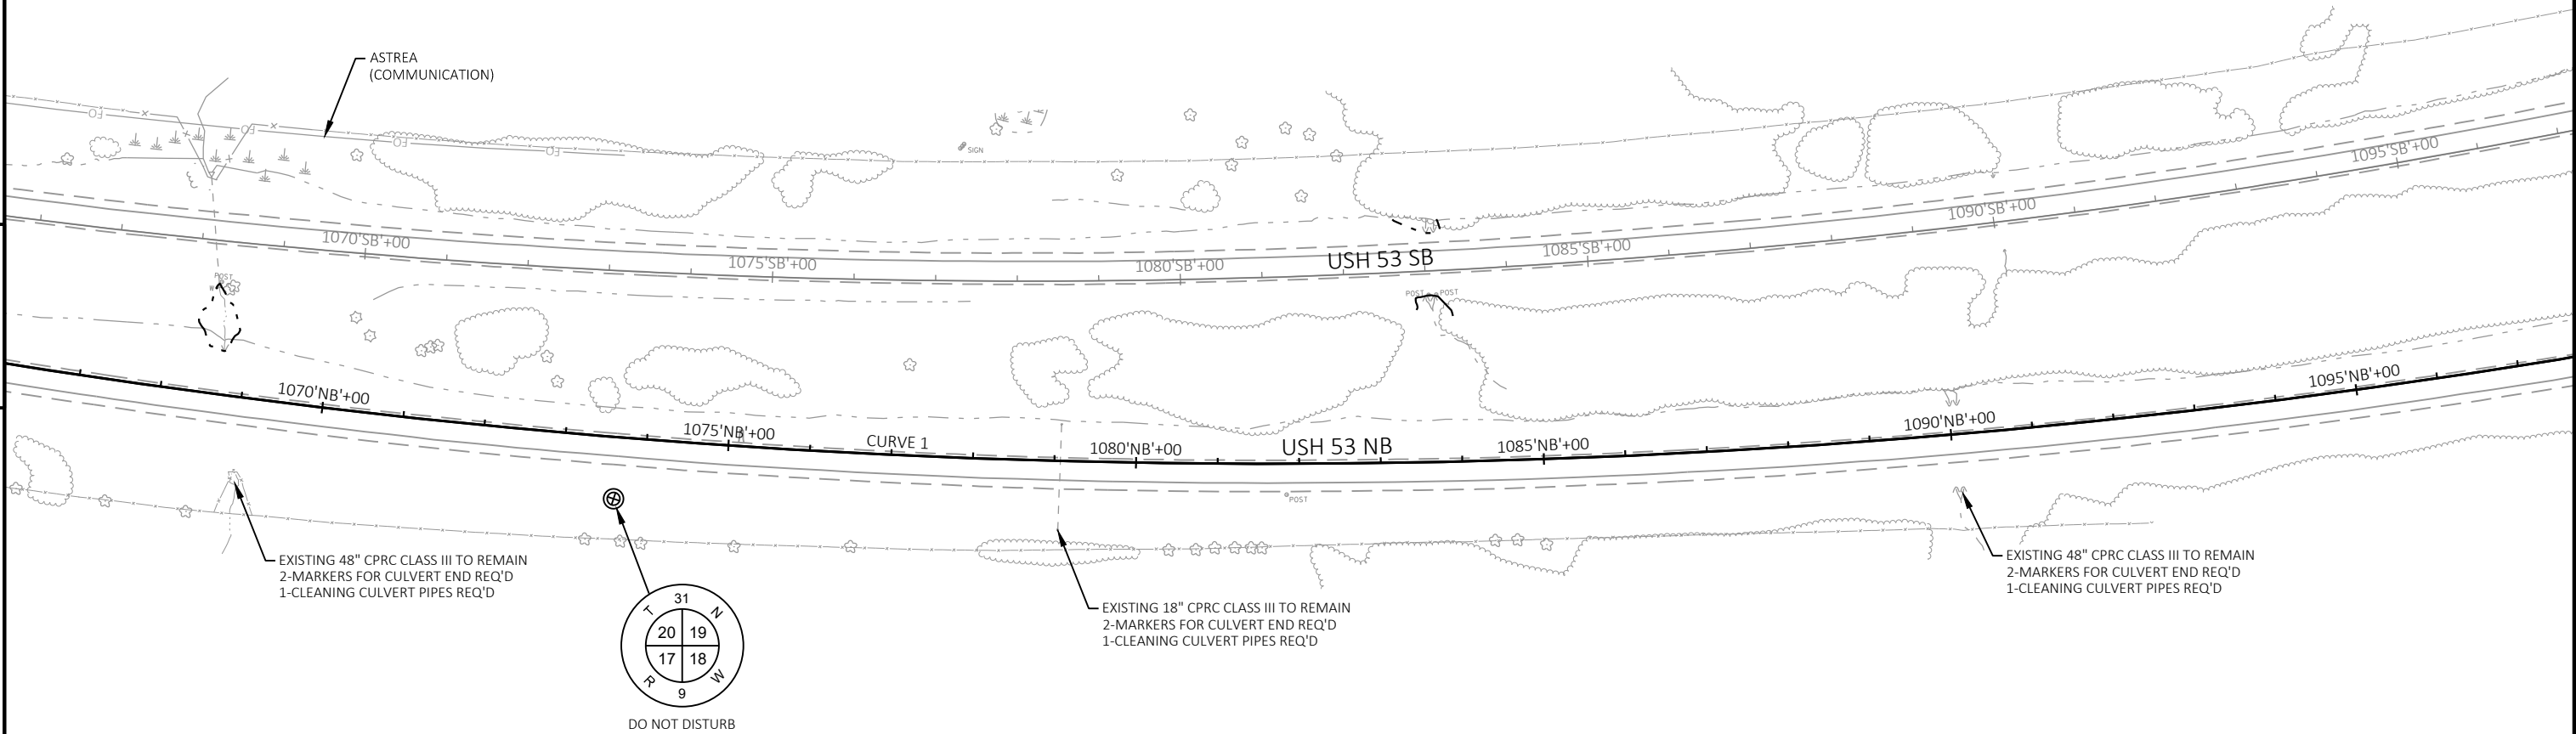 ASTREA
(COMMUNICATION)
FO
FO
FO
FO
SIGN
1095'SB'+00
1090'SB'+00
1070'SB'+00
1075'SB'+00
1080'SB'+00
USH 53 SB
1085'SB'+00
POST
POST
POST
1070'NB'+00
1075'NB'+00
CURVE 1
1080'NB'+00
USH 53 NB
1085'NB'+00
1090'NB'+00
1095'NB'+00
POST
EXISTING 48" CPRC CLASS III TO REMAIN
2-MARKERS FOR CULVERT END REQ'D
1-CLEANING CULVERT PIPES REQ'D
31
T N
20 19
17 18
R W
9
DO NOT DISTURB
EXISTING 18" CPRC CLASS III TO REMAIN
2-MARKERS FOR CULVERT END REQ'D
1-CLEANING CULVERT PIPES REQ'D
EXISTING 48" CPRC CLASS III TO REMAIN
2-MARKERS FOR CULVERT END REQ'D
1-CLEANING CULVERT PIPES REQ'D